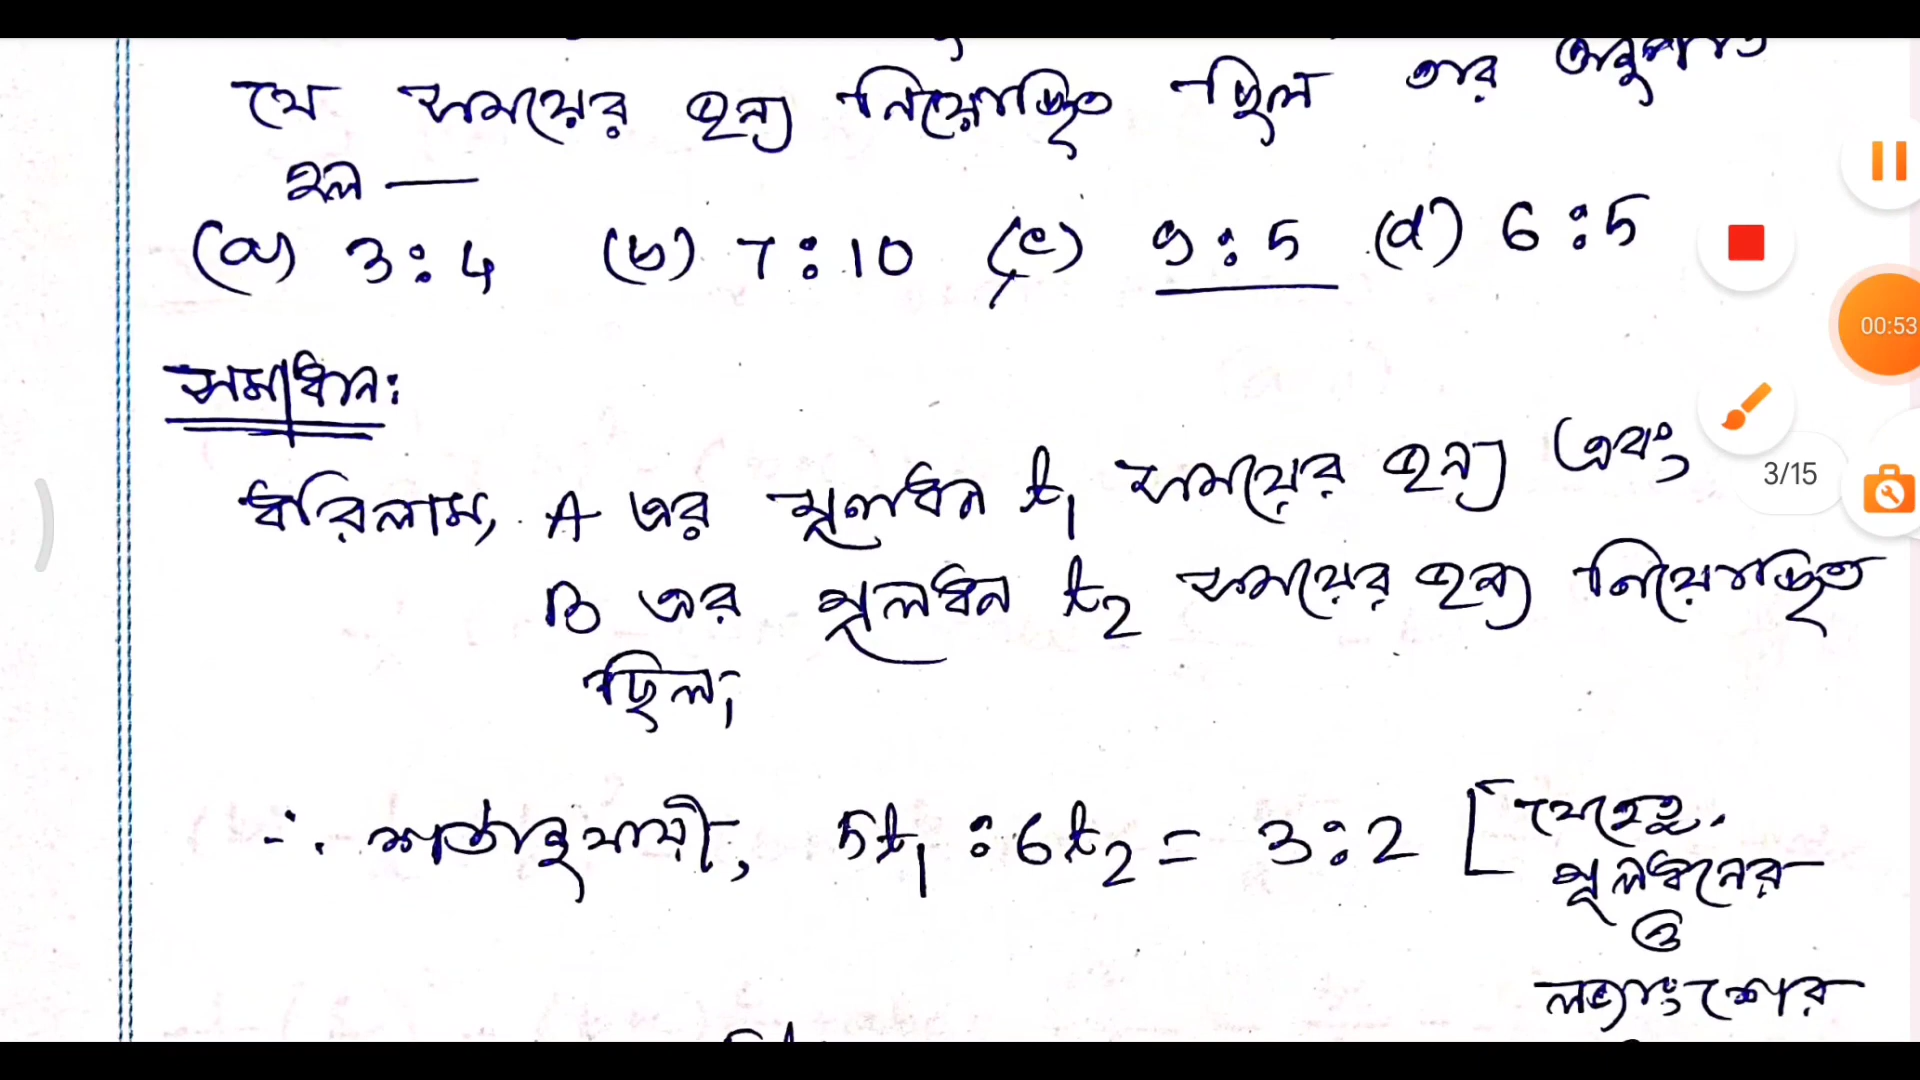 যে সময়ের জন্য নিয়োজিত ছিল তার অনুপাত
হল —
(a) 3:4 (b) 7:10 (c) 9:5 (d) 6:5
সমাধান:
ধরিলাম, A এর মূলধন t₁ সময়ের জন্য এবং
B এর মূলধন t₂ সময়ের জন্য নিয়োজিত
ছিল।
∴ শর্তানুযায়ী, 5t₁ : 6t₂ = 3:2 [যেহেতু
মূলধনের
ও
লভ্যাংশের
00:53
3/15